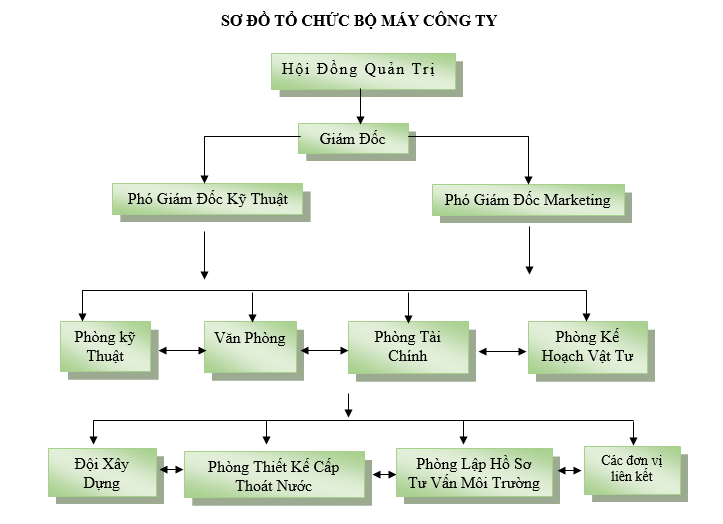 SƠ ĐỒ TỔ CHỨC BỘ MÁY CÔNG TY
Hội Đồng Quản Trị
Giám Đốc
Phó Giám Đốc Kỹ Thuật
Phó Giám Đốc Marketing
Phòng kỹ
Thuật
Văn Phòng
Phòng Tài
Chính
Phòng Kế
Hoạch Vật Tư
Đội Xây
Dựng
Phòng Thiết Kế Cấp
Thoát Nước
Phòng Lập Hồ Sơ
Tư Vấn Môi Trường
Các đơn vị
liên kết